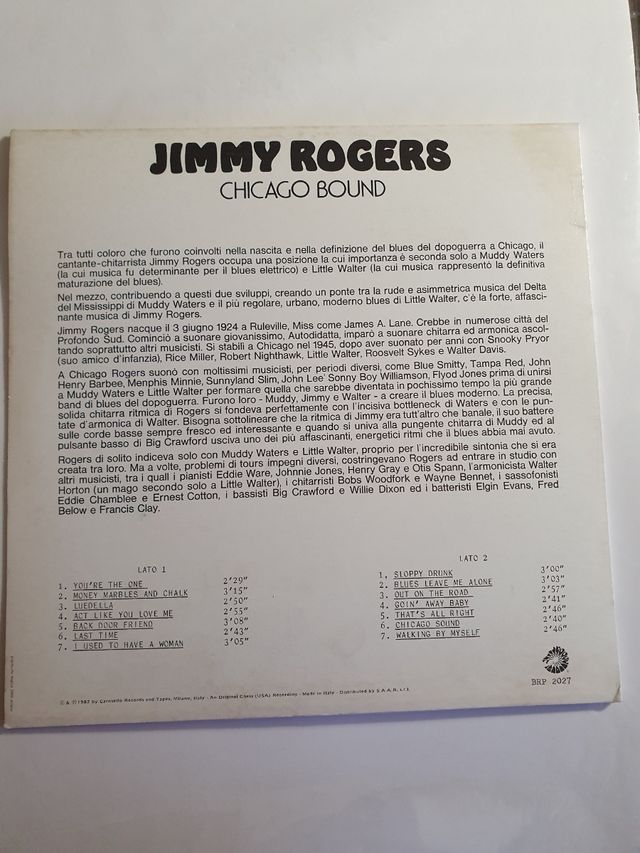 JIMMY ROGERS
CHICAGO BOUND
Tra tutti coloro che furono coinvolti nella nascita e nella definizione del blues del dopoguerra a Chicago, il
cantante-chitarrista Jimmy Rogers occupa una posizione la cui importanza è seconda solo a Muddy Waters
(la cui musica fu determinante per il blues elettrico) e Little Walter (la cui musica rappresentò la definitiva
maturazione del blues).
Nel mezzo, contribuendo a questi due sviluppi, creando un ponte tra la rude e asimmetrica musica del Delta
del Mississippi di Muddy Waters e il più regolare, urbano, moderno blues di Little Walter, c'è la forte, affasci-
nante musica di Jimmy Rogers.
Jimmy Rogers nacque il 3 giugno 1924 a Ruleville, Miss come James A. Lane. Crebbe in numerose città del
Profondo Sud. Cominciò a suonare giovanissimo, Autodidatta, imparò a suonare chitarra ed armonica ascol-
tando soprattutto altri musicisti. Si stabilì a Chicago nel 1945, dopo aver suonato per anni con Snooky Pryor
(suo amico d'infanzia), Rice Miller, Robert Nighthawk, Little Walter, Roosvelt Sykes e Walter Davis.
A Chicago Rogers suonò con moltissimi musicisti, per periodi diversi, come Blue Smitty, Tampa Red, John
Henry Barbee, Menphis Minnie, Sunnyland Slim, John Lee' Sonny Boy Williamson, Flyod Jones prima di unirsi
a Muddy Waters e Little Walter per formare quella che sarebbe diventata in pochissimo tempo la più grande
band di blues del dopoguerra. Furono loro - Muddy, Jimmy e Walter - a creare il blues moderno. La precisa,
solida chitarra ritmica di Rogers si fondeva perfettamente con l'incisiva bottleneck di Waters e con le pun-
tate d'armonica di Walter. Bisogna sottolineare che la ritmica di Jimmy era tutt'altro che banale, il suo battere
sulle corde basse sempre fresco ed interessante e quando si univa alla pungente chitarra di Muddy ed al
pulsante basso di Big Crawford usciva uno dei più affascinanti, energetici ritmi che il blues abbia mai avuto.
Rogers di solito indiceva solo con Muddy Waters e Little Walter, proprio per l'incredibile sintonia che si era
creata tra loro. Ma a volte, problemi di tours impegni diversi, costringevano Rogers ad entrare in studio con
altri musicisti, tra i quali i pianisti Eddie Ware, Johnnie Jones, Henry Gray e Otis Spann, l'armonicista Walter
Horton (un mago secondo solo a Little Walter), i chitarristi Bobs Woodfork e Wayne Bennet, i sassofonisti
Eddie Chamblee e Ernest Cotton, i bassisti Big Crawford e Willie Dixon ed i batteristi Elgin Evans, Fred
Below e Francis Clay.
LATO 1
1. YOU'RE THE ONE 2'29"
2. MONEY MARBLES AND CHALK 3'15"
3. LUEDELLA 2'50"
4. ACT LIKE YOU LOVE ME 2'55"
5. BACK DOOR FRIEND 3'08"
6. LAST TIME 2'43"
7. I USED TO HAVE A WOMAN 3'05"
LATO 2
1. SLOPPY DRUNK 3'00"
2. BLUES LEAVE ME ALONE 3'03"
3. OUT ON THE ROAD 2'57"
4. GOIN' AWAY BABY 2'41"
5. THAT'S ALL RIGHT 2'46"
6. CHICAGO SOUND 2'40"
7. WALKING BY MYSELF 2'46"
BRP 2027
© & ℗ 1987 by Carosello Records and Tapes, Milano, Italy - An Original Chess (USA) Recording - Made in Italy - Distributed by S.A.A.R. s.r.l.